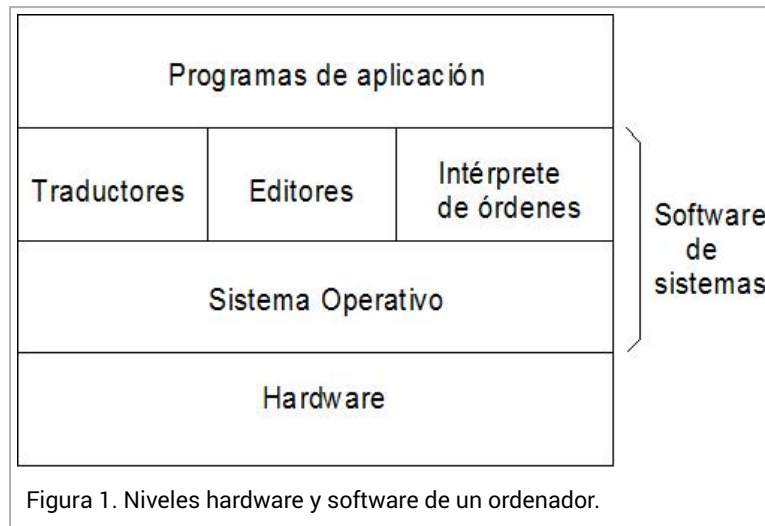 Programas de aplicación
Traductores
Editores
Intérprete
de órdenes
Software
de
sistemas
Sistema Operativo
Hardware
Figura 1. Niveles hardware y software de un ordenador.